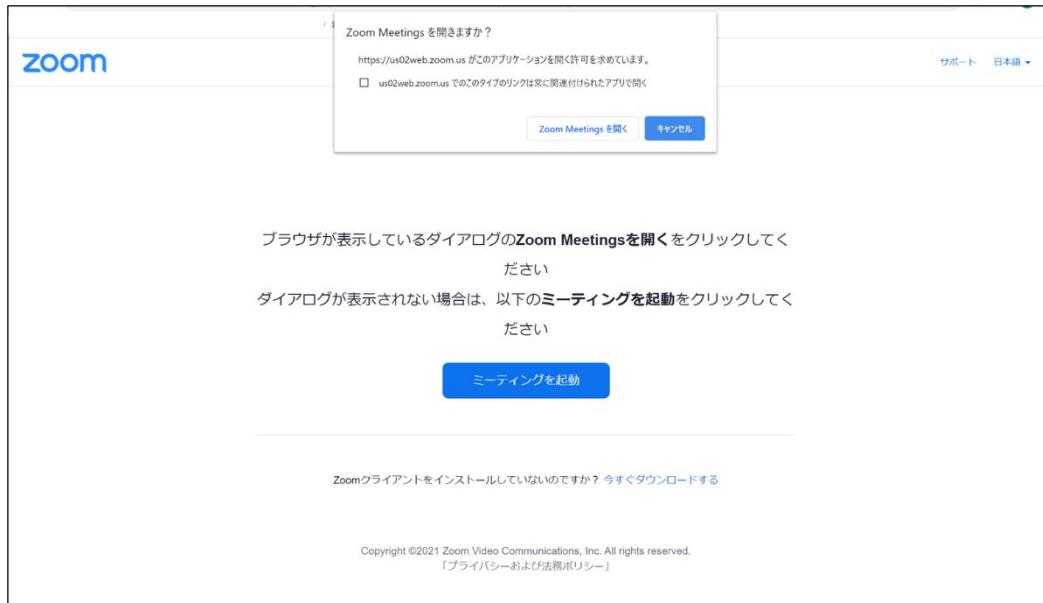 Zoom Meetings を開きますか？
https://us02web.zoom.us がこのアプリケーションを開く許可を求めています。
us02web.zoom.us でのこのタイプのリンクは常に関連付けられたアプリで開く
Zoom Meetings を開く キャンセル
zoom サポート 日本語
ブラウザが表示しているダイアログのZoom Meetingsを開くをクリックしてく
ださい
ダイアログが表示されない場合は、以下のミーティングを起動をクリックしてく
ださい
ミーティングを起動
Zoomクライアントをインストールしていないのですか？ 今すぐダウンロードする
Copyright ©2021 Zoom Video Communications, Inc. All rights reserved.
「プライバシーおよび法務ポリシー」